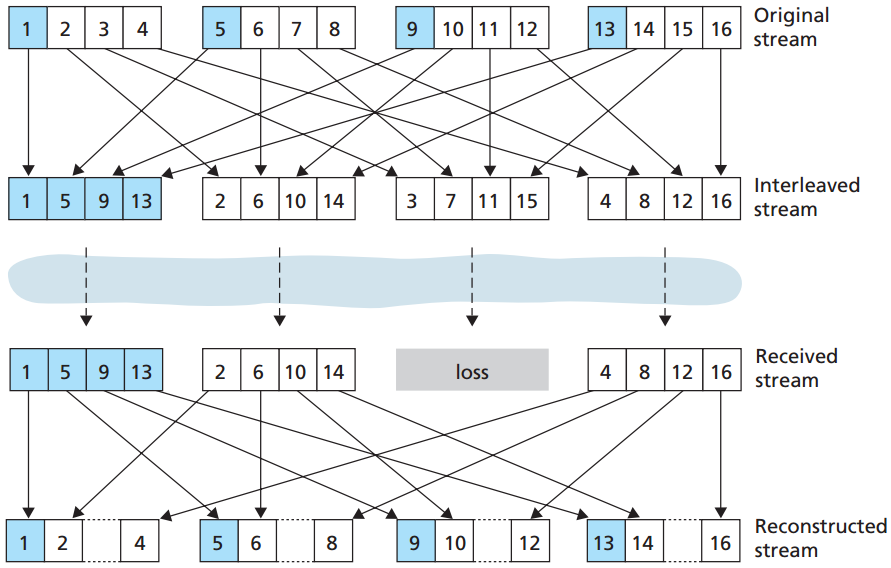 1 2 3 4 5 6 7 8 9 10 11 12 13 14 15 16 Original
stream
1 5 9 13 2 6 10 14 3 7 11 15 4 8 12 16 Interleaved
stream
1 5 9 13 2 6 10 14 loss 4 8 12 16 Received
stream
1 2 4 5 6 8 9 10 12 13 14 16 Reconstructed
stream